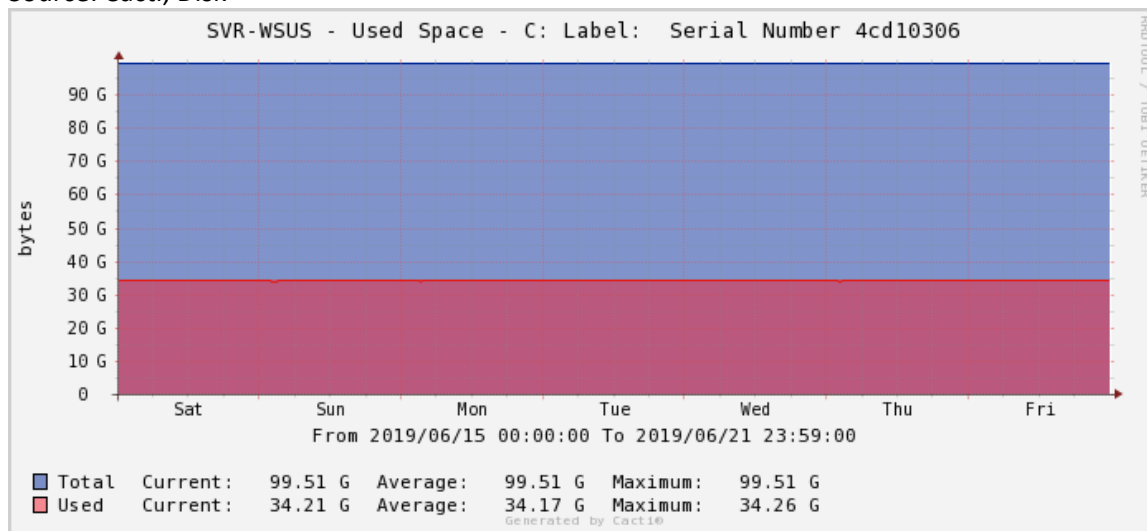 SVR-WSUS - Used Space - C: Label:  Serial Number 4cd10306
RRDTOOL / TOBI OETIKER
90 G
80 G
70 G
60 G
50 G
40 G
30 G
20 G
10 G
0
bytes
Sat Sun Mon Tue Wed Thu Fri
From 2019/06/15 00:00:00 To 2019/06/21 23:59:00
Total Current: 99.51 G Average: 99.51 G Maximum: 99.51 G
Used Current: 34.21 G Average: 34.17 G Maximum: 34.26 G
Generated by Cacti®